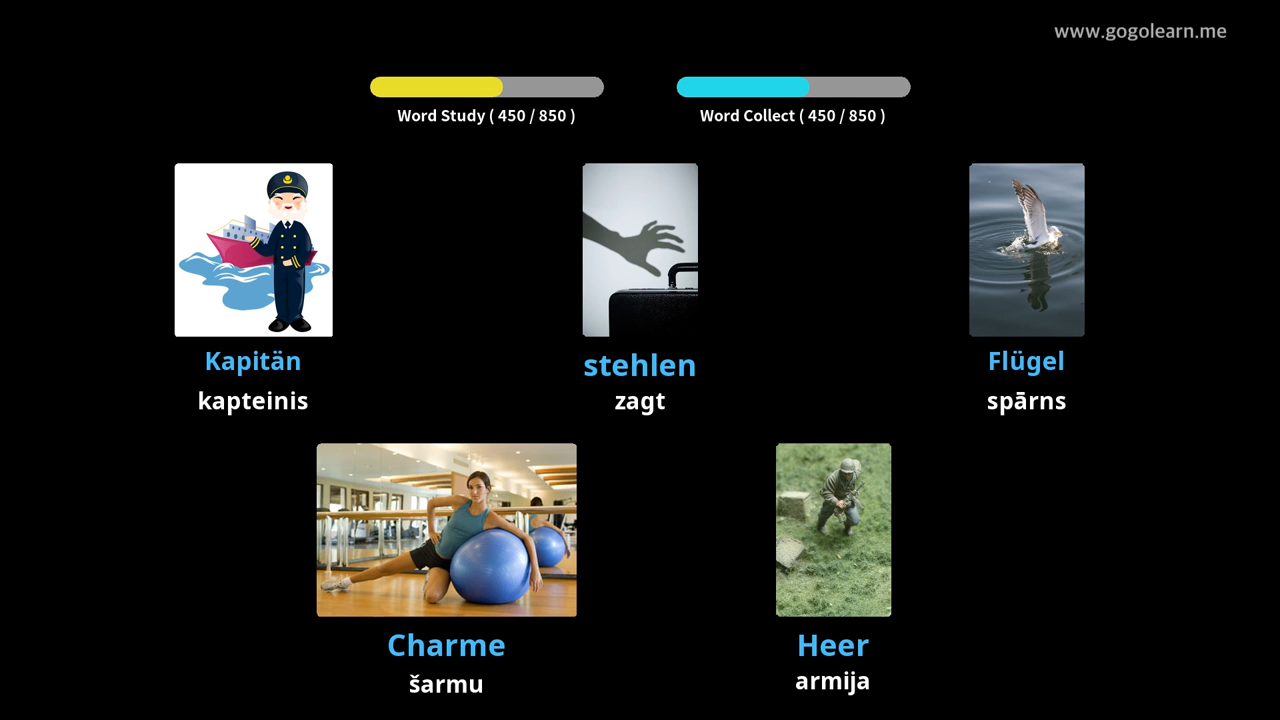 www.gogolearn.me
Word Study ( 450 / 850 )
Word Collect ( 450 / 850 )
Kapitän
kapteinis
stehlen
zagt
Flügel
spārns
Charme
šarmu
Heer
armija